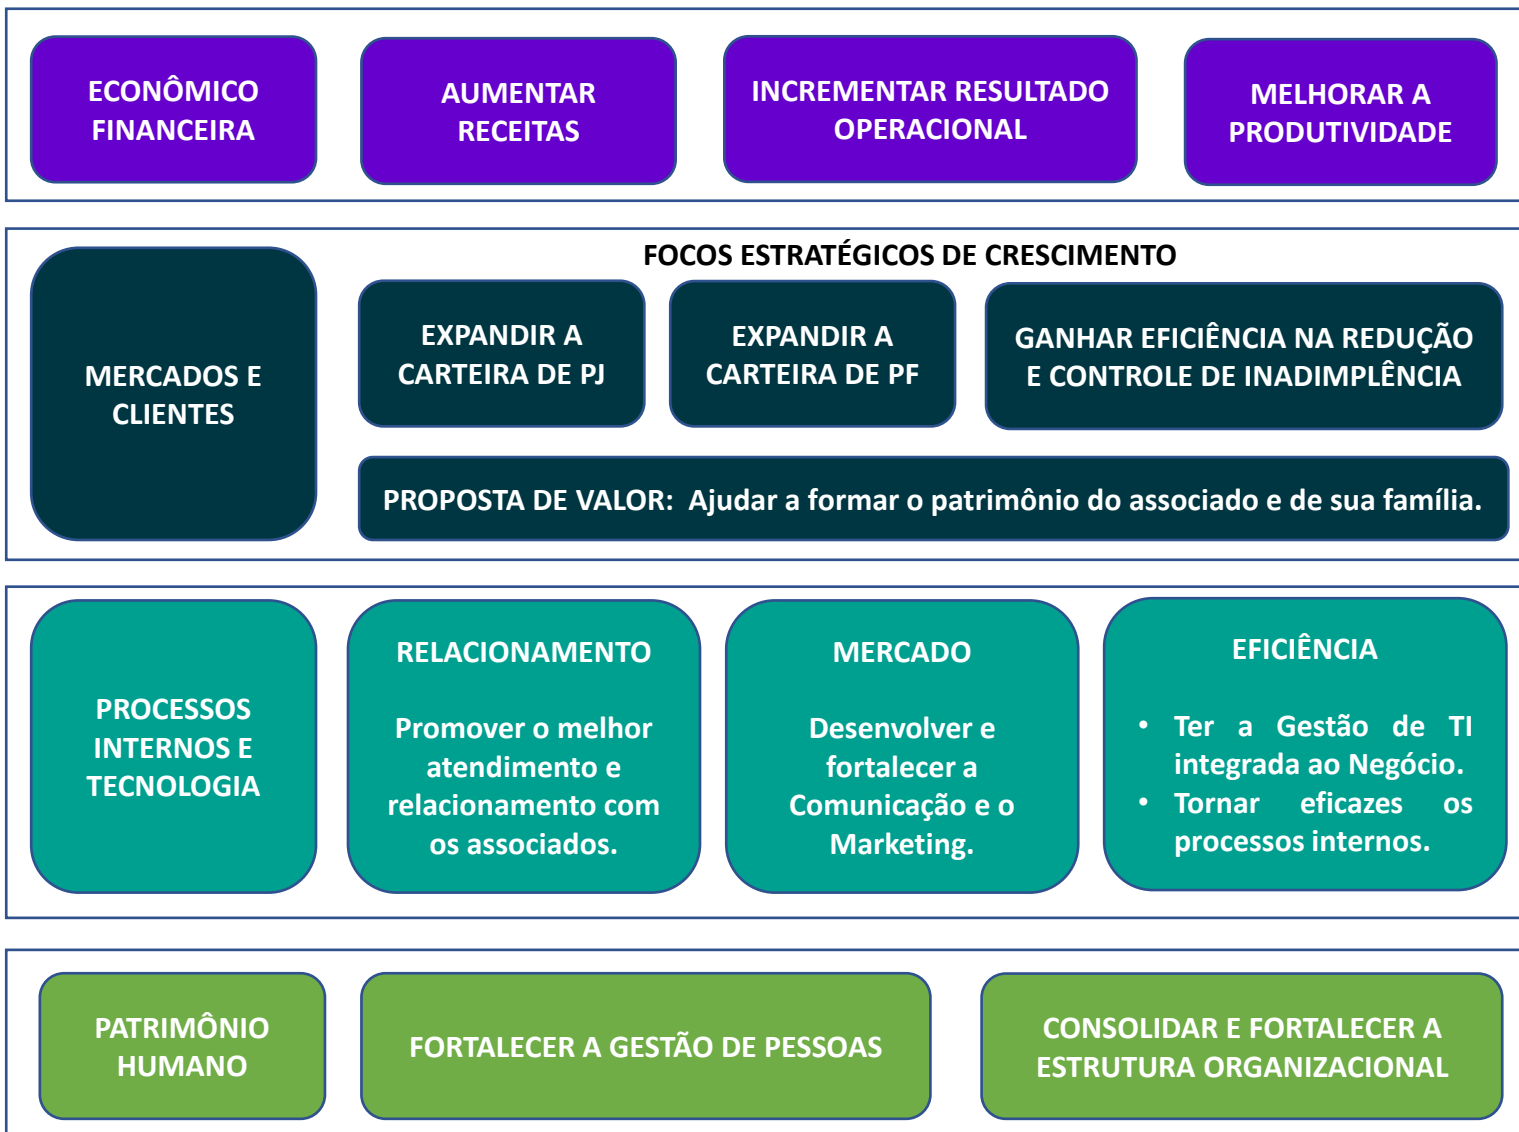 ECONÔMICO
FINANCEIRA
AUMENTAR
RECEITAS
INCREMENTAR RESULTADO
OPERACIONAL
MELHORAR A
PRODUTIVIDADE
MERCADOS E
CLIENTES
FOCOS ESTRATÉGICOS DE CRESCIMENTO
EXPANDIR A
CARTEIRA DE PJ
EXPANDIR A
CARTEIRA DE PF
GANHAR EFICIÊNCIA NA REDUÇÃO
E CONTROLE DE INADIMPLÊNCIA
PROPOSTA DE VALOR: Ajudar a formar o patrimônio do associado e de sua família.
PROCESSOS
INTERNOS E
TECNOLOGIA
RELACIONAMENTO
Promover o melhor
atendimento e
relacionamento com
os associados.
MERCADO
Desenvolver e
fortalecer a
Comunicação e o
Marketing.
EFICIÊNCIA
• Ter a Gestão de TI
integrada ao Negócio.
• Tornar eficazes os
processos internos.
PATRIMÔNIO
HUMANO
FORTALECER A GESTÃO DE PESSOAS
CONSOLIDAR E FORTALECER A
ESTRUTURA ORGANIZACIONAL